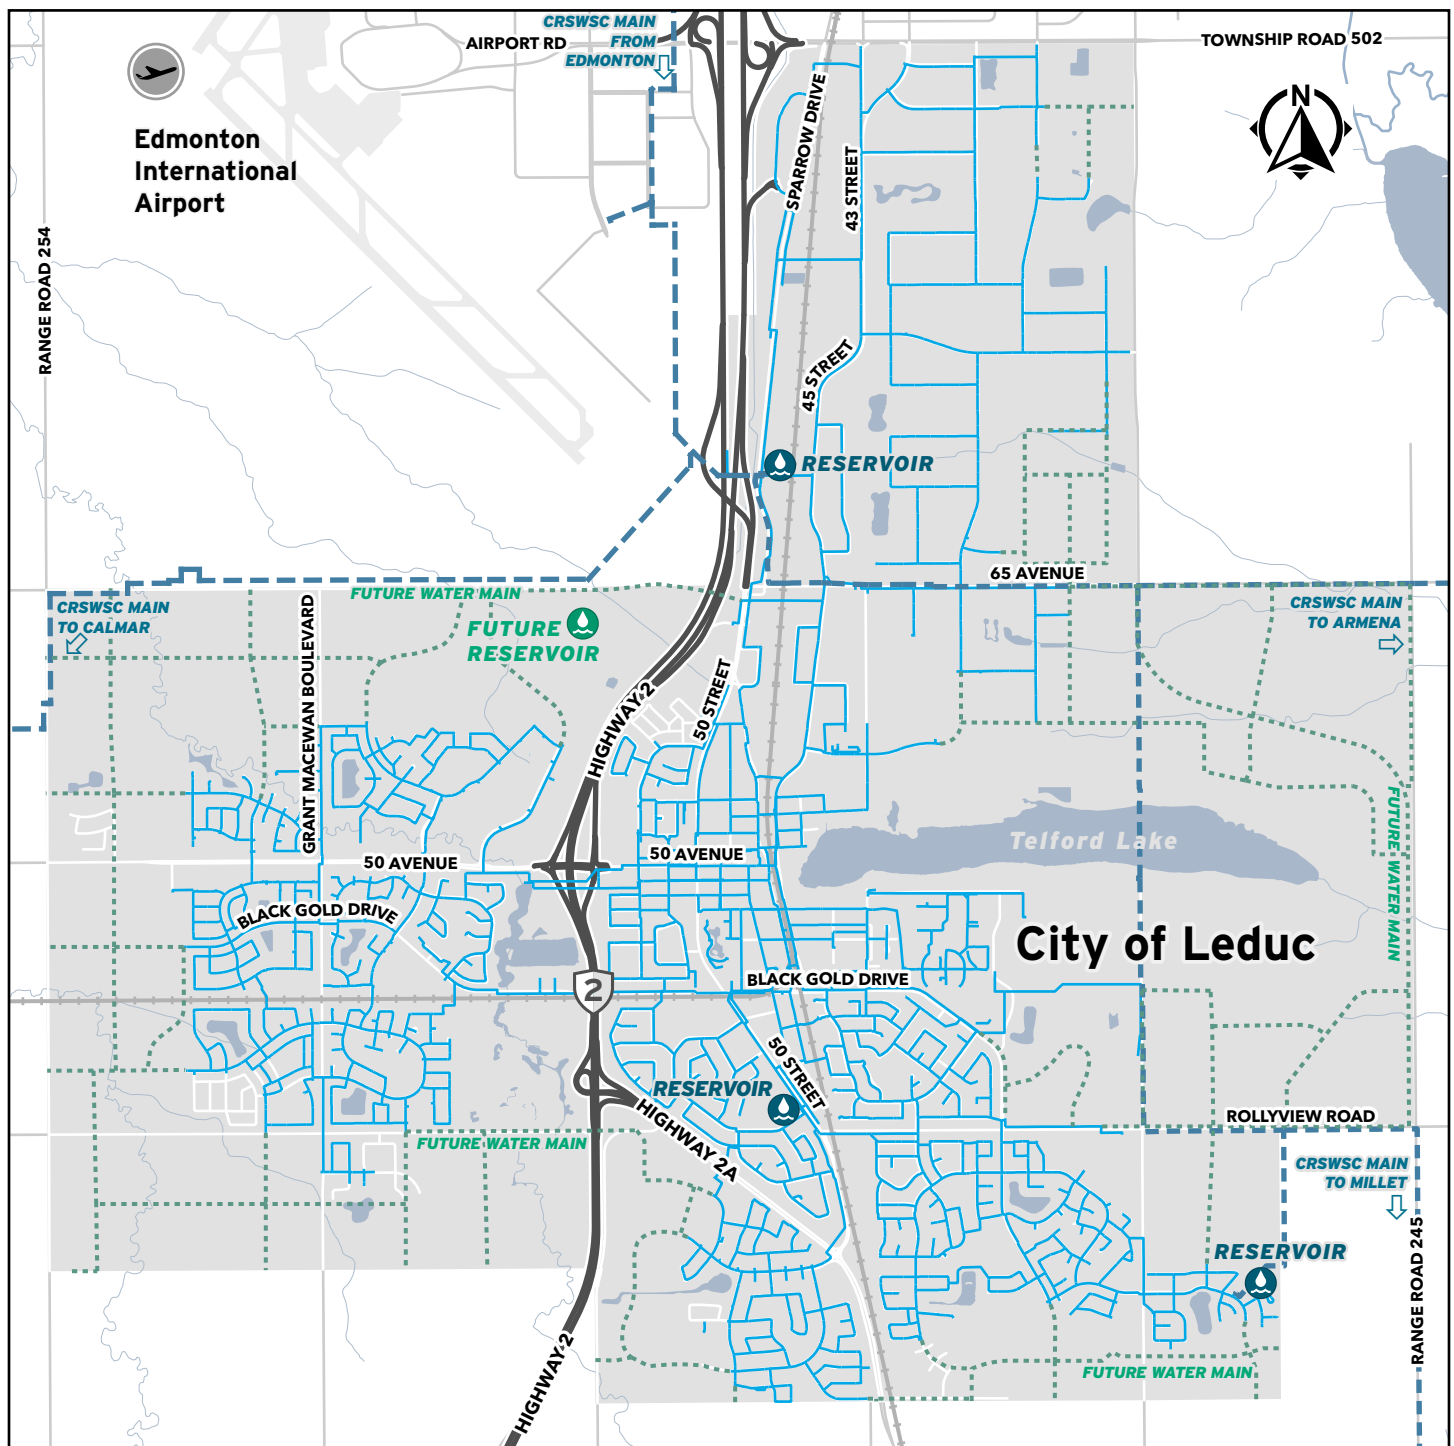 CRSWSC MAIN
FROM
EDMONTON
AIRPORT RD
TOWNSHIP ROAD 502
N
Edmonton
International
Airport
SPARROW DRIVE
43 STREET
RANGE ROAD 254
45 STREET
RESERVOIR
65 AVENUE
FUTURE WATER MAIN
CRSWSC MAIN
TO CALMAR
CRSWSC MAIN
TO ARMENA
FUTURE
RESERVOIR
GRANT MACEWAN BOULEVARD
HIGHWAY 2
50 STREET
FUTURE WATER MAIN
Telford Lake
50 AVENUE
50 AVENUE
BLACK GOLD DRIVE
City of Leduc
BLACK GOLD DRIVE
2
50 STREET
RESERVOIR
HIGHWAY 2A
ROLLYVIEW ROAD
FUTURE WATER MAIN
CRSWSC MAIN
TO MILLET
RANGE ROAD 245
RESERVOIR
HIGHWAY 2
FUTURE WATER MAIN